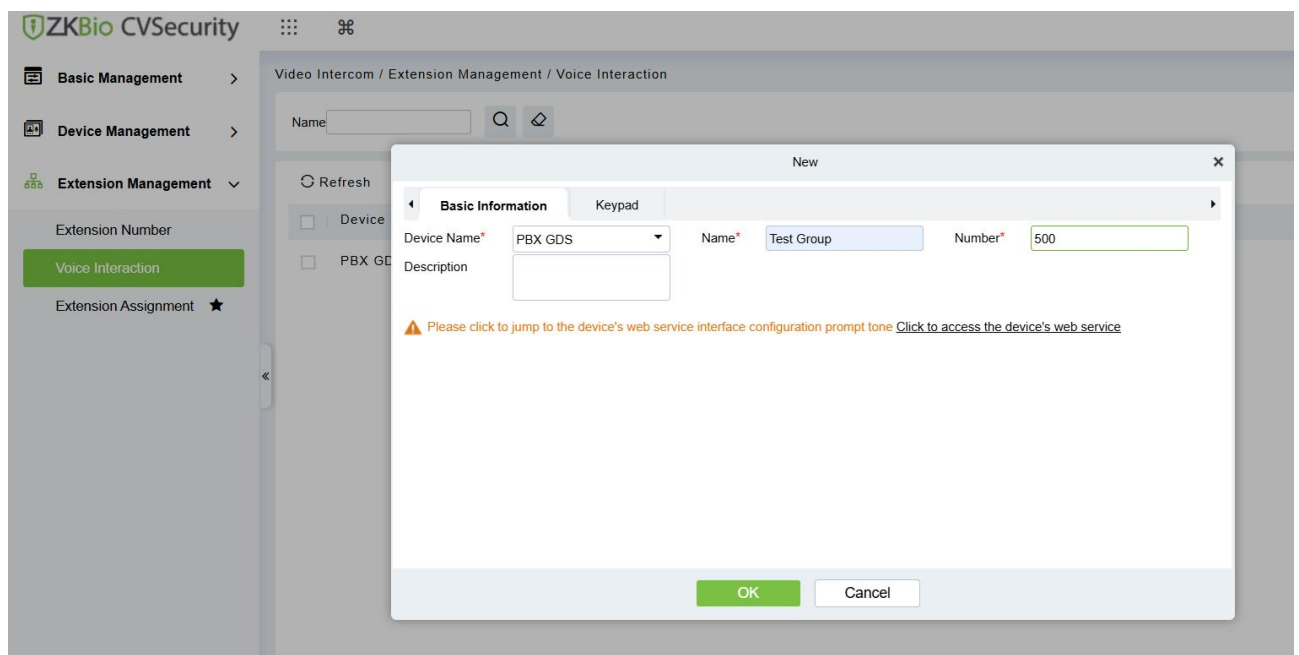 ZKBio CVSecurity
Basic Management
Device Management
Extension Management
Extension Number
Voice Interaction
Extension Assignment
Video Intercom / Extension Management / Voice Interaction
Name
Refresh
Device
PBX GD
New
Basic Information Keypad
Device Name* PBX GDS Name* Test Group Number* 500
Description
Please click to jump to the device's web service interface configuration prompt tone Click to access the device's web service
OK Cancel